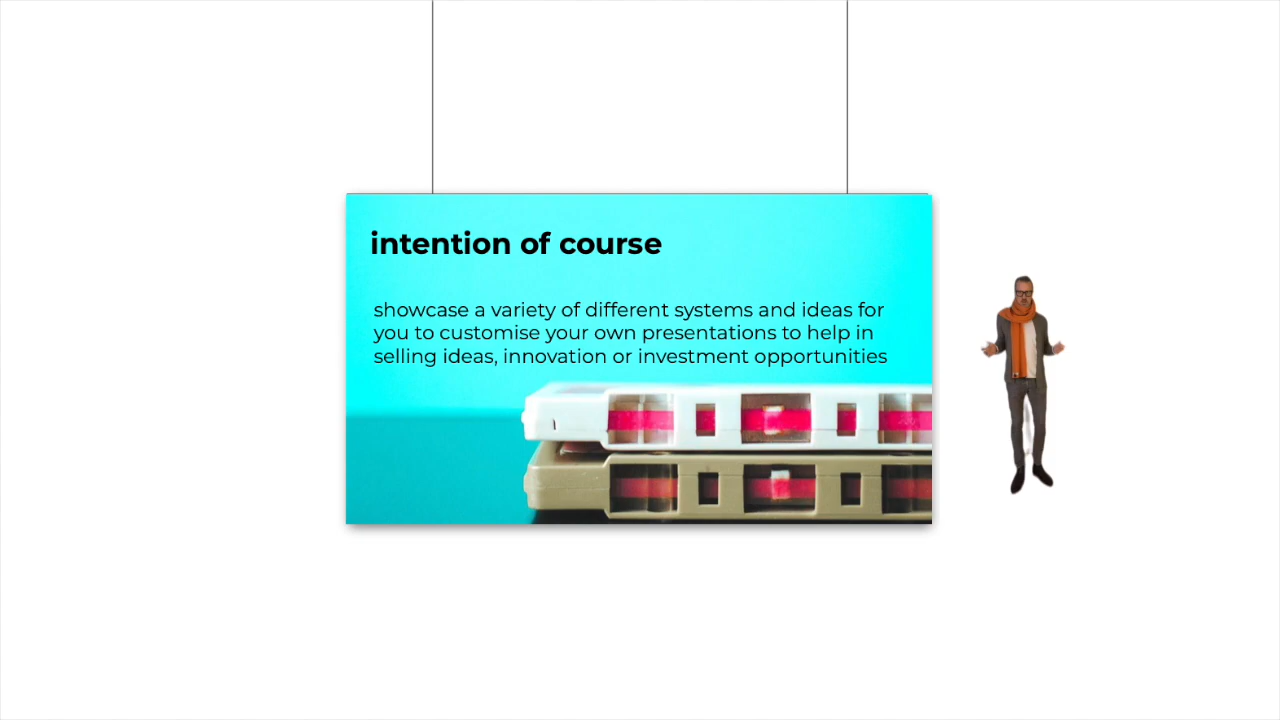 intention of course
showcase a variety of different systems and ideas for
you to customise your own presentations to help in
selling ideas, innovation or investment opportunities